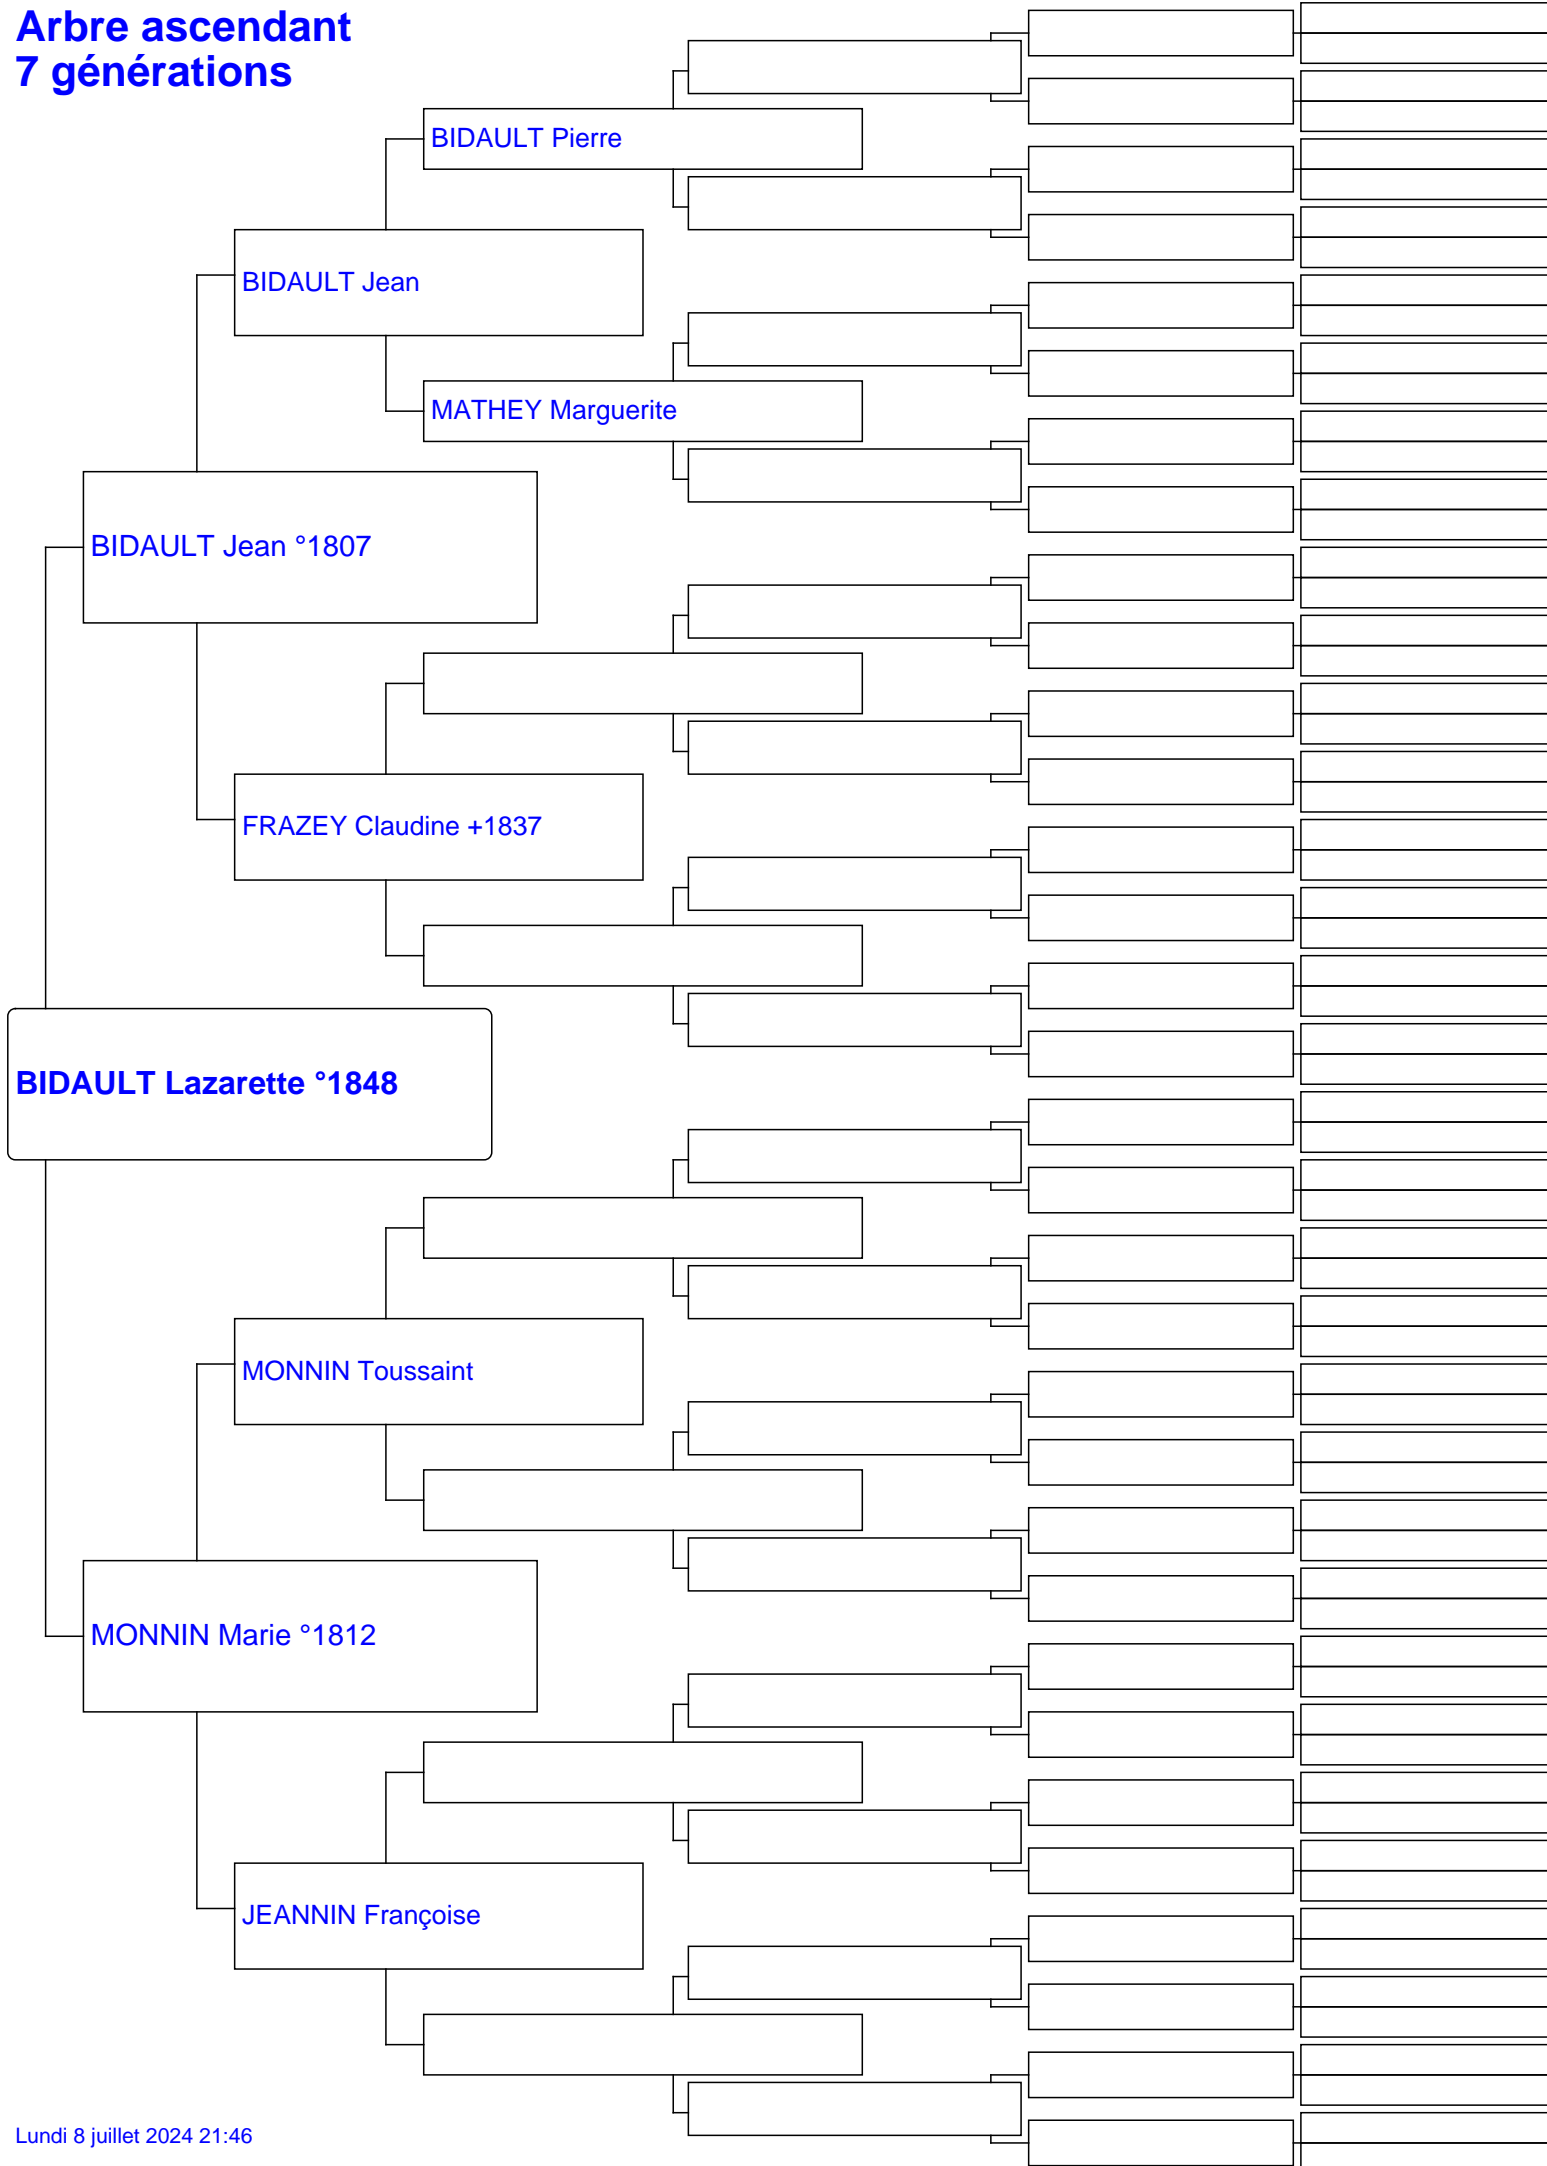 Arbre ascendant
7 générations
BIDAULT Pierre
BIDAULT Jean
MATHEY Marguerite
BIDAULT Jean °1807
FRAZEY Claudine +1837
BIDAULT Lazarette °1848
MONNIN Toussaint
MONNIN Marie °1812
JEANNIN Françoise
Lundi 8 juillet 2024 21:46